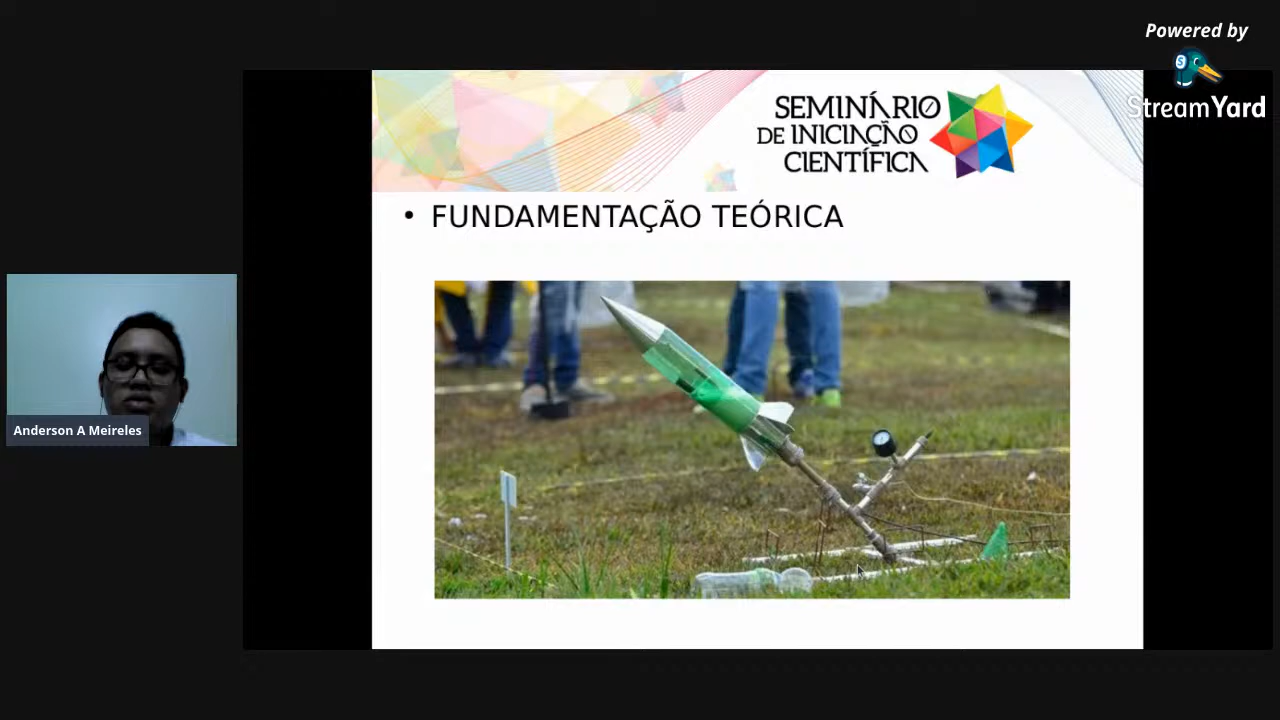 Powered by
StreamYard
SEMINÁRIO
DE INICIAÇÃO
CIENTÍFICA
• FUNDAMENTAÇÃO TEÓRICA
Anderson A Meireles